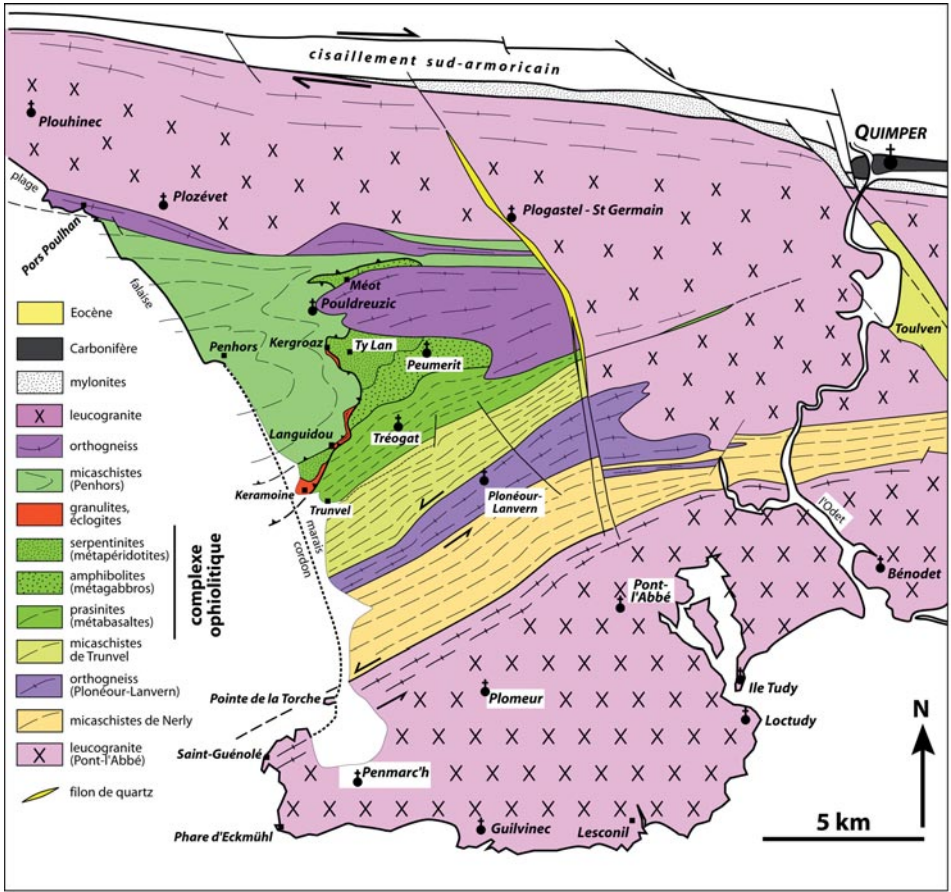 cisaillement sud-armoricain
Plouhinec
QUIMPER
plage
Plozévet
Plogastel - St Germain
Pors Poulhan
falaise
Méot
Pouldreuzic
Toulven
Eocène
Kergroaz
Ty Lan
Penhors
Peumerit
Carbonifère
mylonites
leucogranite
Languidou
Tréogat
orthogneiss
micaschistes
(Penhors)
Keramoine
Trunvel
Plonéour-
Lanvern
granulites,
éclogites
marais
cordon
l'Odet
serpentinites
(métapéridotites)
amphibolites
(métagabbros)
prasinites
(métabasaltes)
complexe
ophiolitique
Bénodet
Pont-
l'Abbé
micaschistes
de Trunvel
orthogneiss
(Plonéour-Lanvern)
Pointe de la Torche
Plomeur
Ile Tudy
micaschistes de Nerly
Loctudy
N
leucogranite
(Pont-l'Abbé)
Saint-Guénolé
Penmarc'h
filon de quartz
Phare d'Eckmühl
Guilvinec
Lesconil
5 km